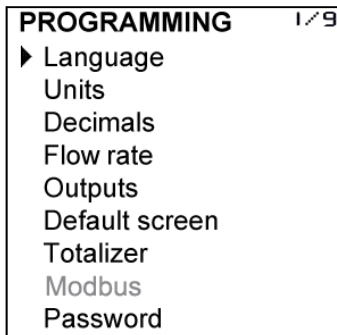 PROGRAMMING 1/9
Language
Units
Decimals
Flow rate
Outputs
Default screen
Totalizer
Modbus
Password